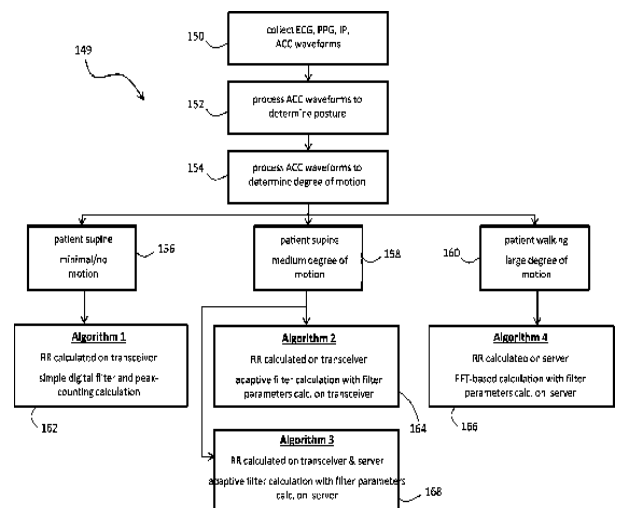 149
150
collect ECG, PPG, IP,
ACC waveforms
152
process ACC waveforms to
determine posture
154
process ACC waveforms to
determine degree of motion
patient supine
minimal/no
motion
156
patient supine
medium degree of
motion
158
160
patient walking
large degree of
motion
Algorithm 1
RR calculated on transceiver
simple digital filter and peak-
counting calculation
162
Algorithm 2
RR calculated on transceiver
adaptive filter calculation with filter
parameters calc. on transceiver
164
Algorithm 4
RR calculated on server
FFT-based calculation with filter
parameters calc. on server
166
Algorithm 3
RR calculated on transceiver & server
adaptive filter calculation with filter parameters
calc. on server
168